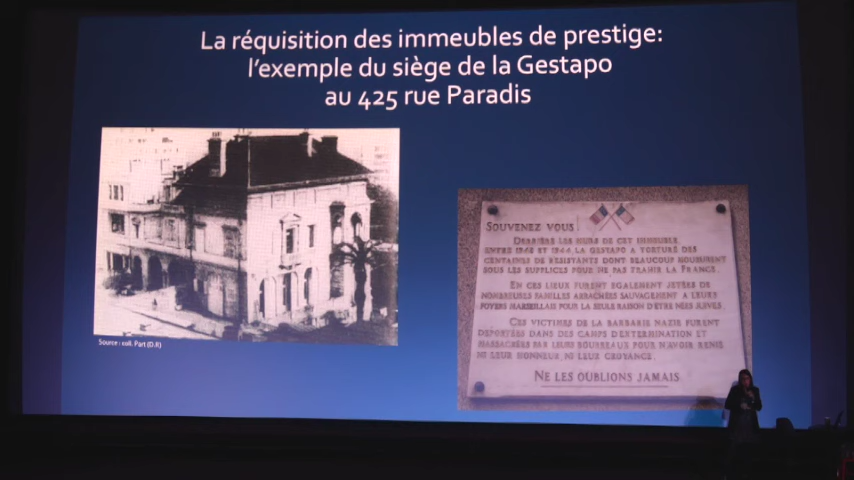 La réquisition des immeubles de prestige:
l'exemple du siège de la Gestapo
au 425 rue Paradis
Source : coll. Part (D.R)
SOUVENEZ VOUS
DERRIÈRE LES MURS DE CET IMMEUBLE,
ENTRE 1943 ET 1944, LA GESTAPO A TORTURÉ DES
CENTAINES DE RÉSISTANTS DONT BEAUCOUP MOURURENT
SOUS LES SUPPLICES POUR NE PAS TRAHIR LA FRANCE.
EN CES LIEUX FURENT ÉGALEMENT JETÉES DE
NOMBREUSES FAMILLES ARRACHÉES SAUVAGEMENT A LEURS
FOYERS MARSEILLAIS POUR LA SEULE RAISON D'ETRE NÉES JUIVES.
CES VICTIMES DE LA BARBARIE NAZIE FURENT
DÉPORTÉES DANS DES CAMPS D'EXTERMINATION ET
MASSACRÉES PAR LEURS BOURREAUX POUR N'AVOIR RENIÉ
NI LEUR HONNEUR, NI LEUR CROYANCE.
NE LES OUBLIONS JAMAIS